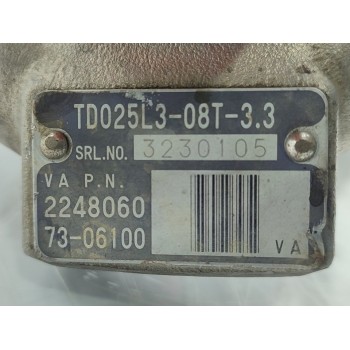 TD025L3-08T-3.3
SRL.NO. 3230105
VA P.N.
2248060
73-06100
VA